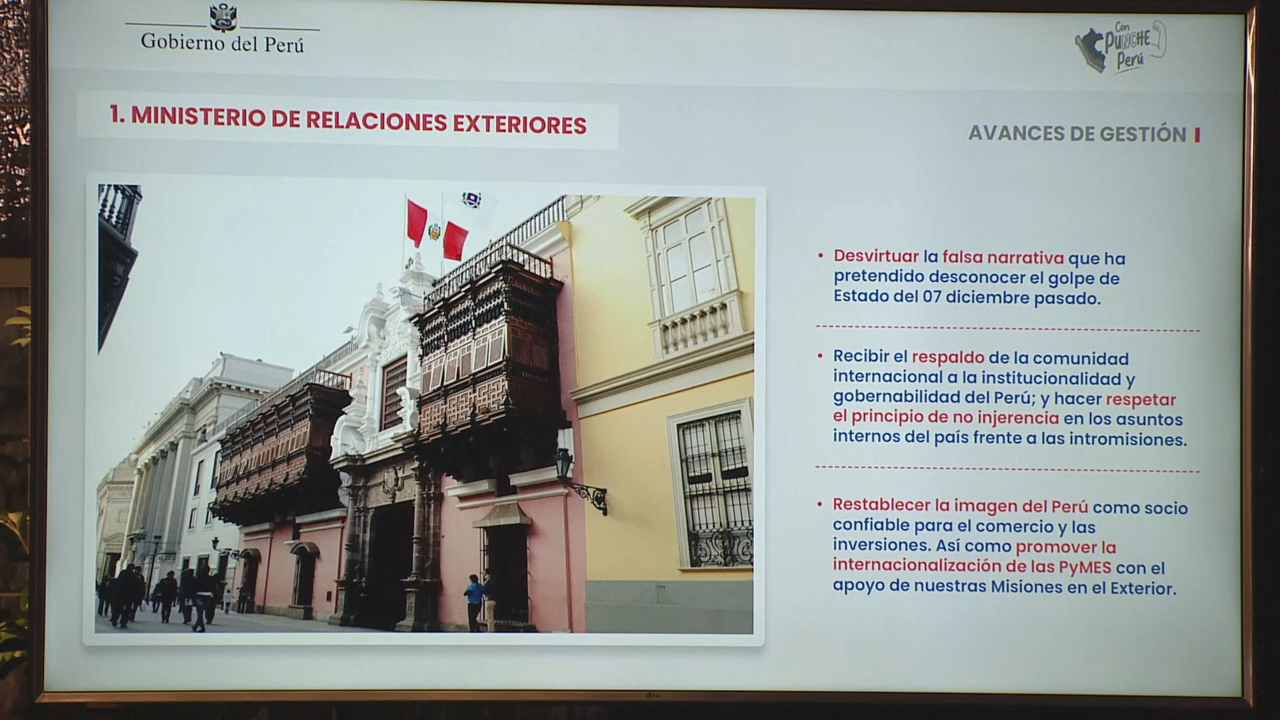 Gobierno del Perú
Con
PUNCHE
Perú
1. MINISTERIO DE RELACIONES EXTERIORES
AVANCES DE GESTIÓN
• Desvirtuar la falsa narrativa que ha
pretendido desconocer el golpe de
Estado del 07 diciembre pasado.
• Recibir el respaldo de la comunidad
internacional a la institucionalidad y
gobernabilidad del Perú; y hacer respetar
el principio de no injerencia en los asuntos
internos del país frente a las intromisiones.
• Restablecer la imagen del Perú como socio
confiable para el comercio y las
inversiones. Así como promover la
internacionalización de las PyMES con el
apoyo de nuestras Misiones en el Exterior.